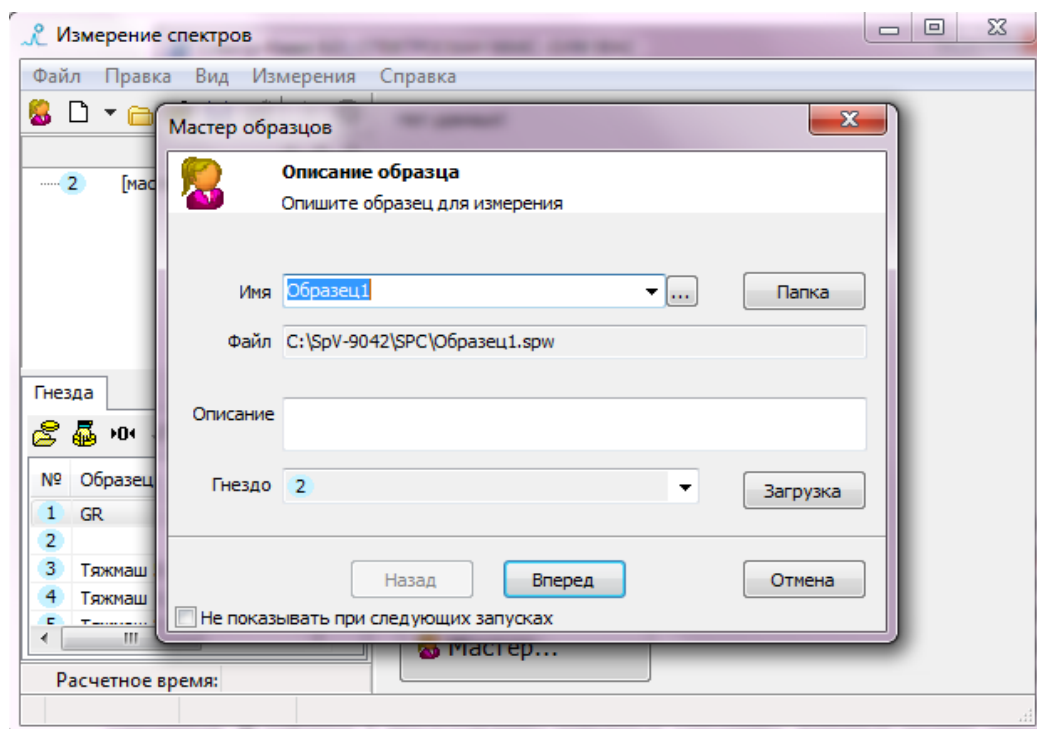 Измерение спектров
Файл Правка Вид Измерения Справка
Мастер образцов
Описание образца
Опишите образец для измерения
2 [мас
Имя Образец1 ... Папка
Файл C:\SpV-9042\SPC\Образец1.spw
Гнезда
Описание
№ Образец
Гнездо 2 Загрузка
1 GR
2
3 Тяжмаш
4 Тяжмаш
Назад Вперед Отмена
Не показывать при следующих запусках
Мастер...
Расчетное время: